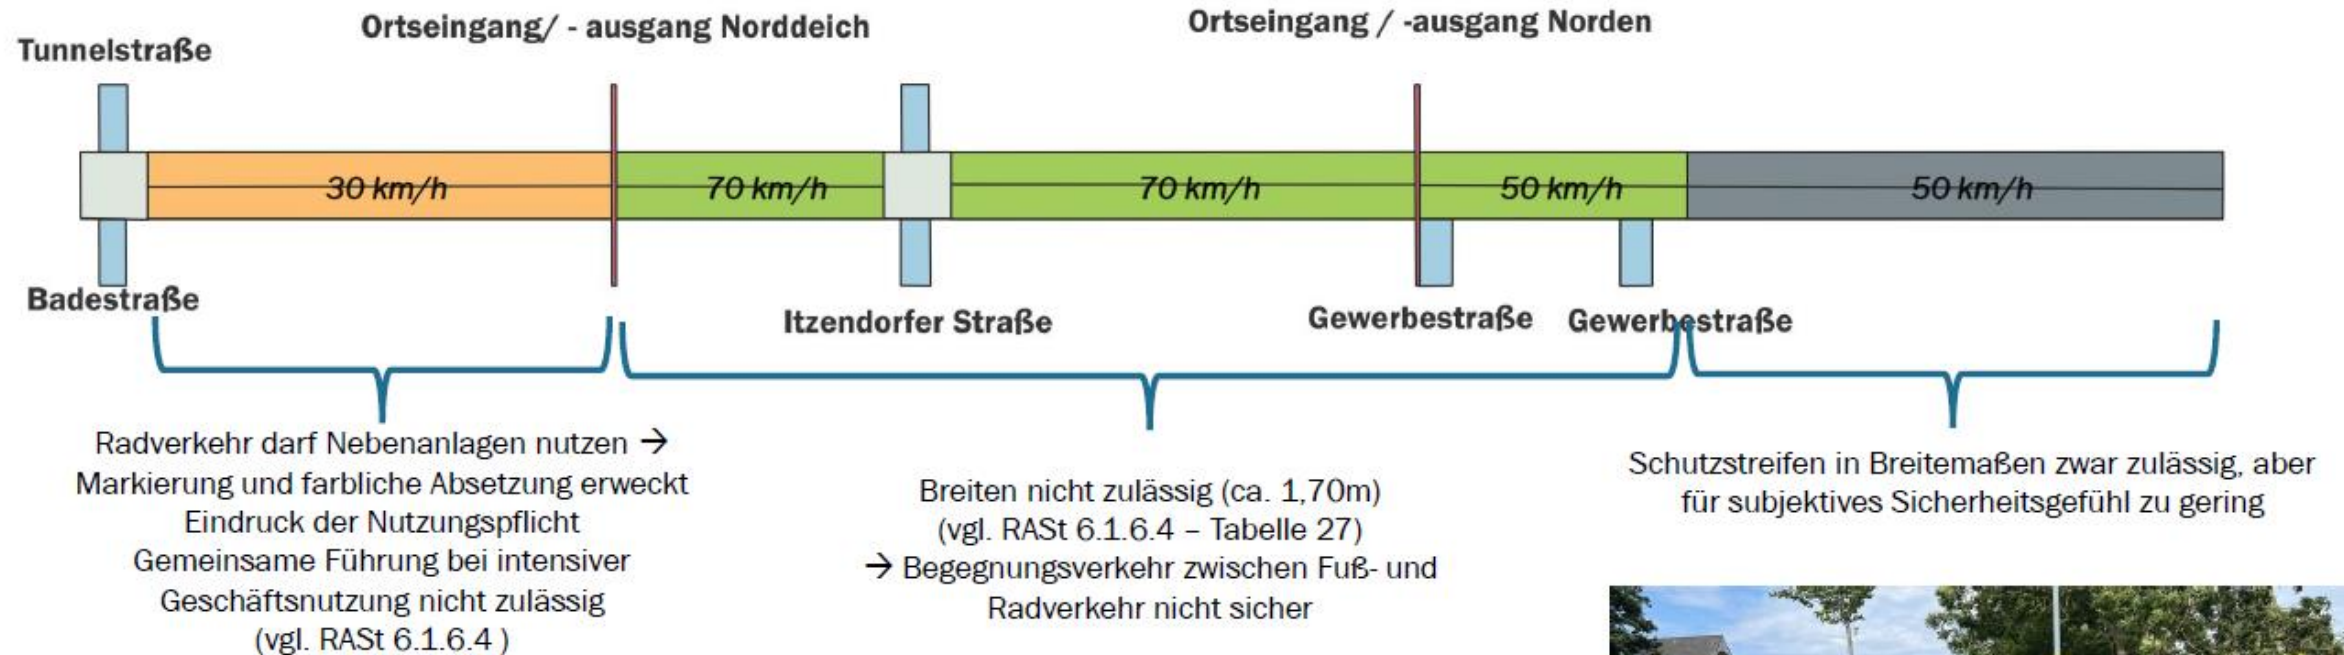 Ortseingang/ - ausgang Norddeich
Ortseingang / -ausgang Norden
Tunnelstraße
30 km/h
70 km/h
70 km/h
50 km/h
50 km/h
Badestraße
Itzendorfer Straße
Gewerbestraße
Gewerbestraße
Radverkehr darf Nebenanlagen nutzen →
Markierung und farbliche Absetzung erweckt
Eindruck der Nutzungspflicht
Gemeinsame Führung bei intensiver
Geschäftsnutzung nicht zulässig
(vgl. RASt 6.1.6.4 )
Breiten nicht zulässig (ca. 1,70m)
(vgl. RASt 6.1.6.4 – Tabelle 27)
→ Begegnungsverkehr zwischen Fuß- und
Radverkehr nicht sicher
Schutzstreifen in Breitemaßen zwar zulässig, aber
für subjektives Sicherheitsgefühl zu gering